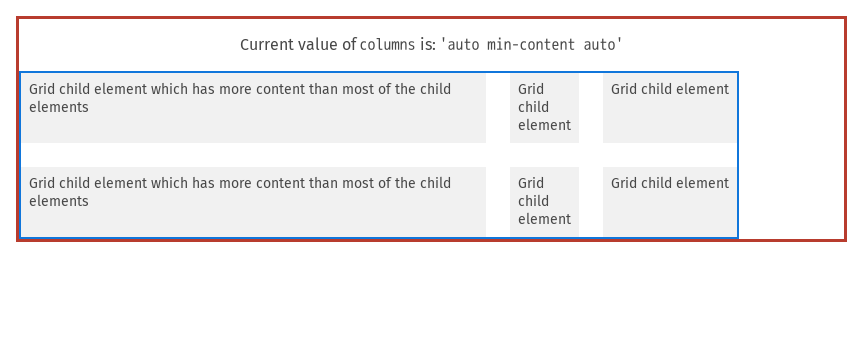 Current value of columns is: 'auto min-content auto'
Grid child element which has more content than most of the child
elements
Grid
child
element
Grid child element
Grid child element which has more content than most of the child
elements
Grid
child
element
Grid child element